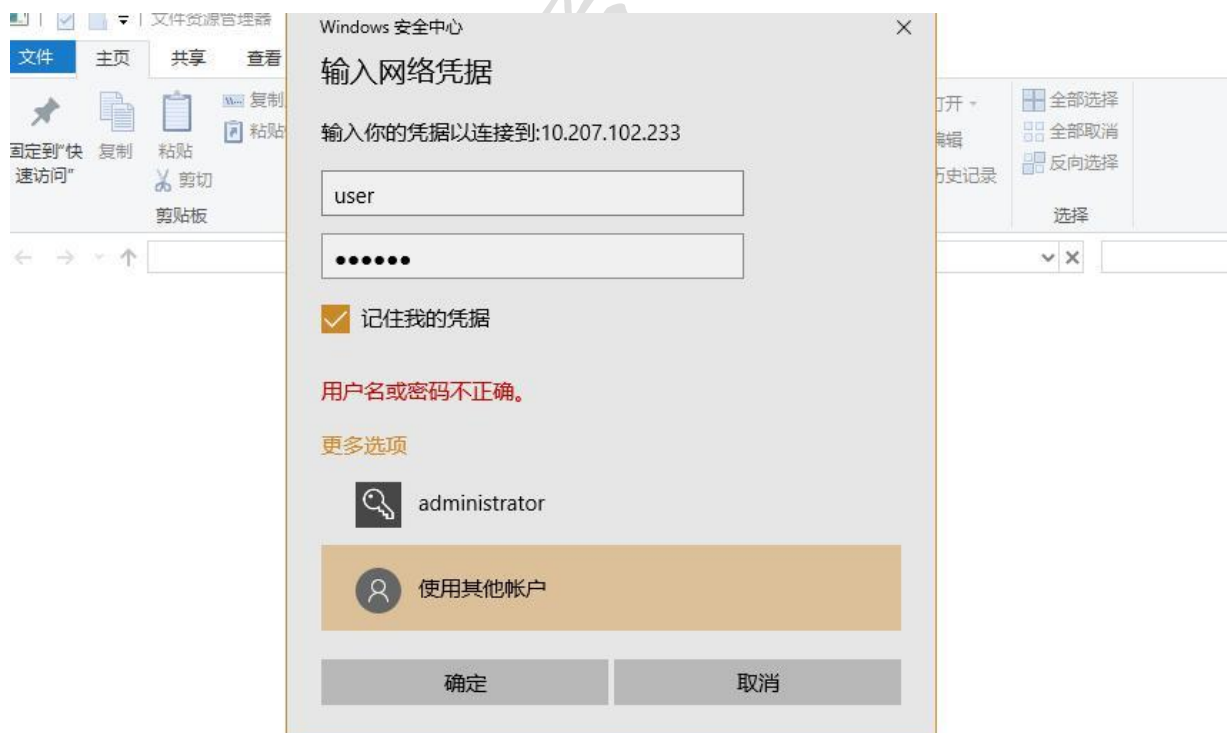 文件资源管理器
Windows 安全中心
文件 主页 共享 查看
输入网络凭据
复制
全部选择
输入你的凭据以连接到:10.207.102.233
粘贴
全部取消
固定到"快
速访问"
复制
粘贴
剪切
历史记录
反向选择
剪贴板
选择
user
记住我的凭据
用户名或密码不正确。
更多选项
administrator
使用其他帐户
确定
取消